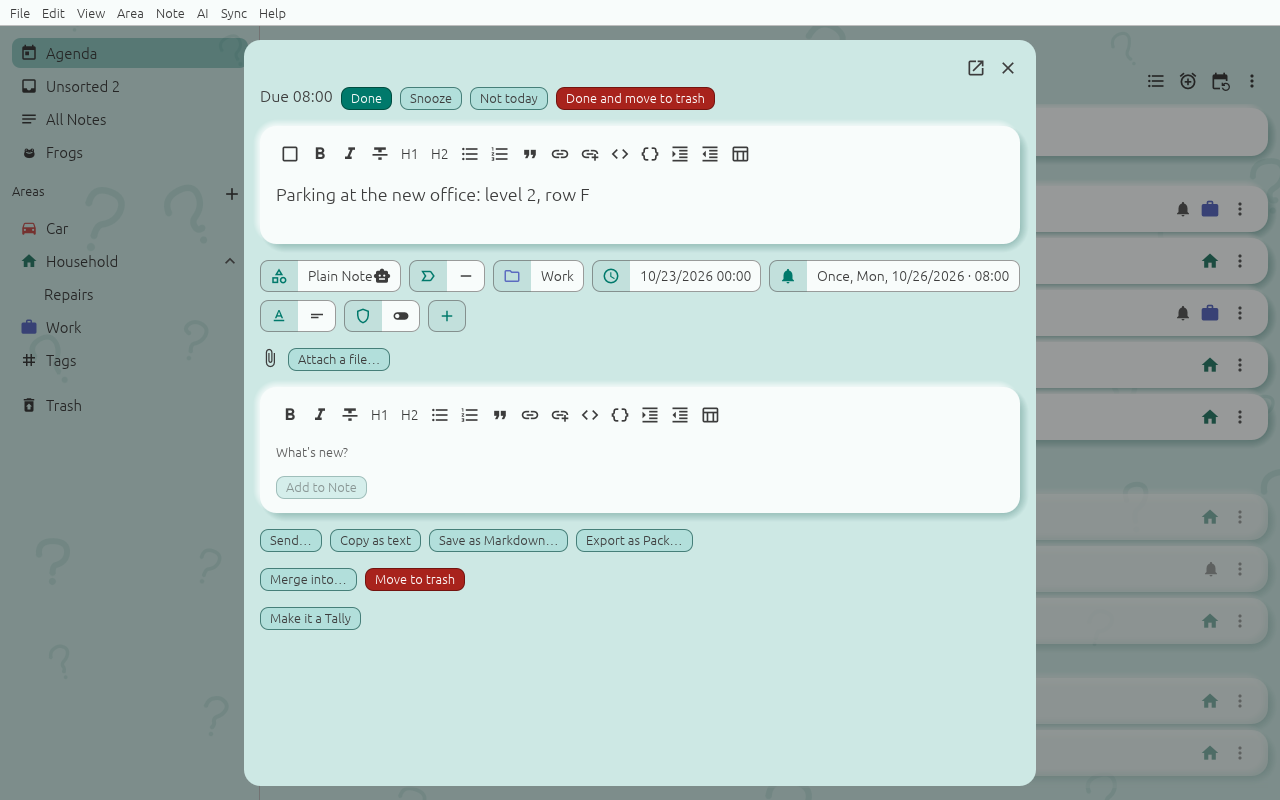 File Edit View Area Note AI Sync Help
Agenda
Unsorted 2
All Notes
Frogs
Areas
Car
Household
Repairs
Work
Tags
Trash
Due 08:00 Done Snooze Not today Done and move to trash
H1 H2
Parking at the new office: level 2, row F
Plain Note Work 10/23/2026 00:00 Once, Mon, 10/26/2026 · 08:00
Attach a file…
H1 H2
What's new?
Add to Note
Send… Copy as text Save as Markdown… Export as Pack…
Merge into… Move to trash
Make it a Tally